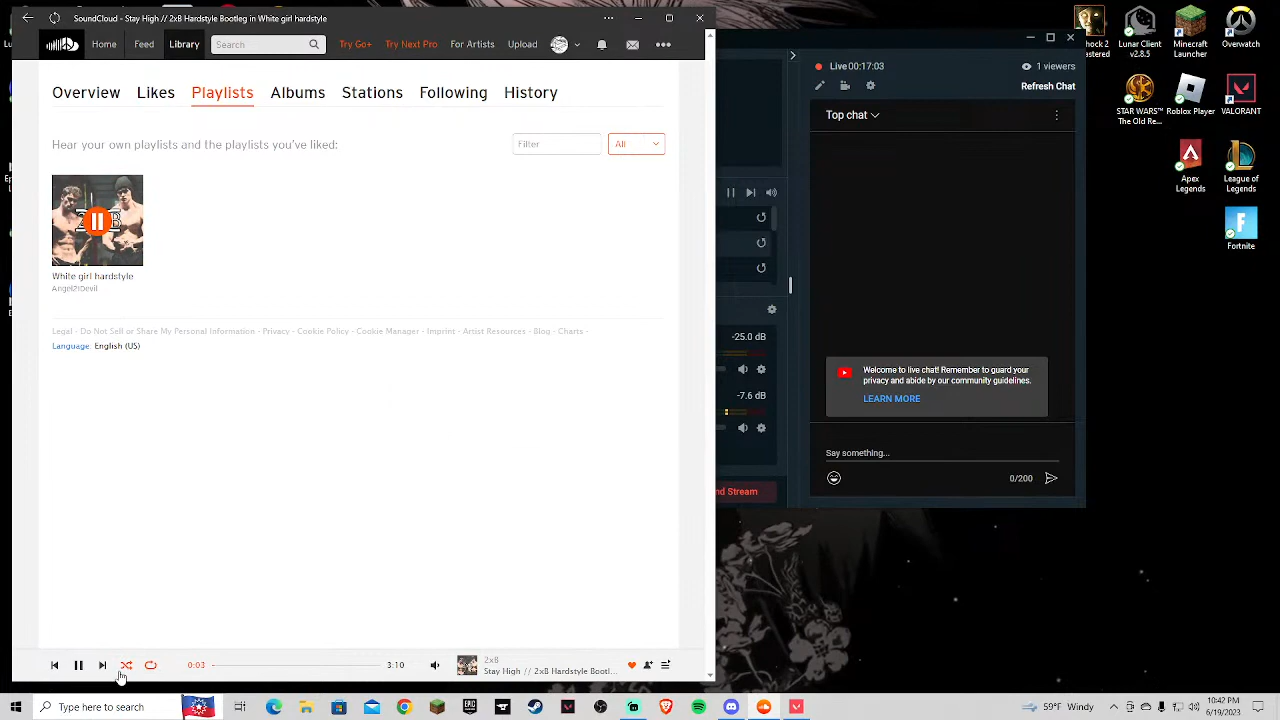 SoundCloud - Stay High // 2xB in White girl hardstyle
Home
Feed
Library
Search
Try Go+
Try Next Pro
For Artists
Upload
Overview
Likes
Playlists
Albums
Stations
Following
History
Hear your own playlists and the playlists you've liked:
Filter
All
White girl hardstyle
Legal - Do Not Sell or Share My Personal Information - Privacy - Cookie Policy - Cookie Manager - Imprint - Artist Resources - Blog - Charts -
Language: English (US)
0:03
3:10
2xB
Stay High // 2xB Hardstyle Bootl...
-25.0 dB
-7.6 dB
nd Stream
Live 00:17:03
1 viewers
Refresh Chat
Top chat
Welcome to live chat! Remember to guard your
privacy and abide by our community guidelines.
LEARN MORE
Say something...
0/200
hostered
Lunar Client
v2.8.5
Minecraft
Launcher
Overwatch
STAR WARS™
The Old Re...
Roblox Player
VALORANT
Apex
Legends
League of
Legends
Fortnite
Type here to search
EPIC
59°F Windy
10:40 PM
6/19/2023